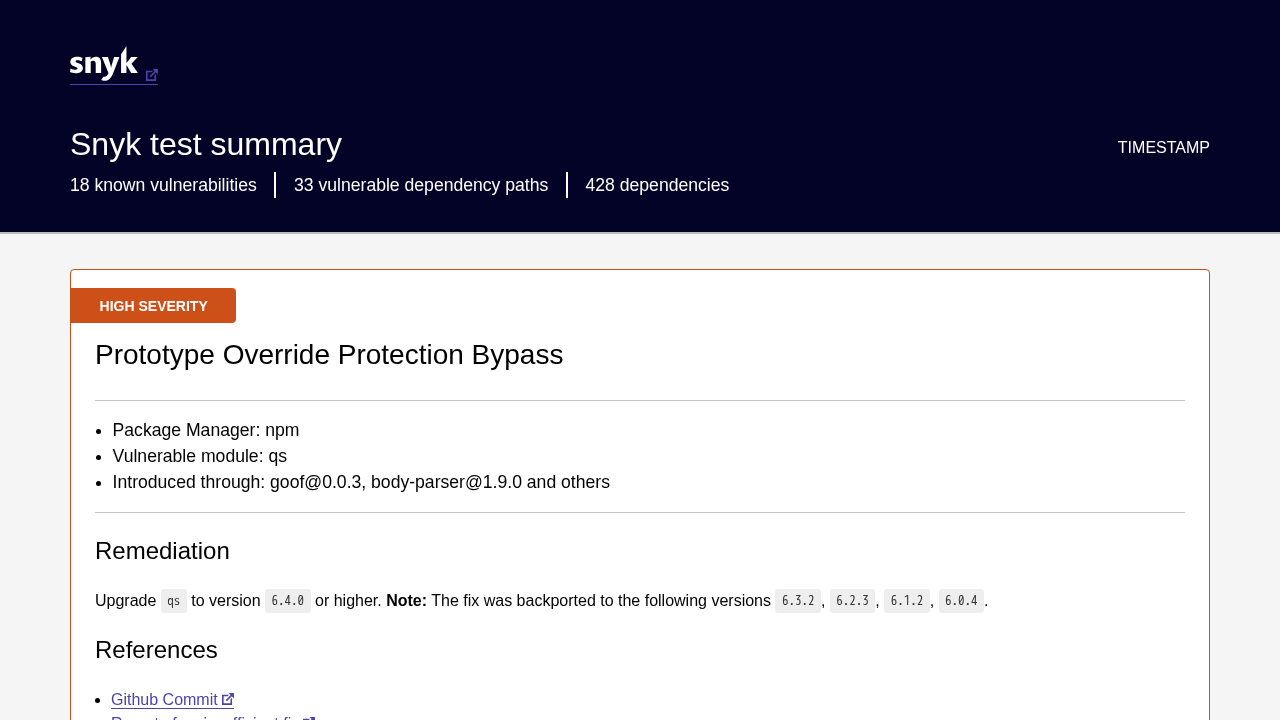 snyk
Snyk test summary
TIMESTAMP
18 known vulnerabilities
33 vulnerable dependency paths
428 dependencies
HIGH SEVERITY
Prototype Override Protection Bypass
Package Manager: npm
Vulnerable module: qs
Introduced through: goof@0.0.3, body-parser@1.9.0 and others
Remediation
Upgrade qs to version 6.4.0 or higher. Note: The fix was backported to the following versions 6.3.2, 6.2.3, 6.1.2, 6.0.4.
References
Github Commit